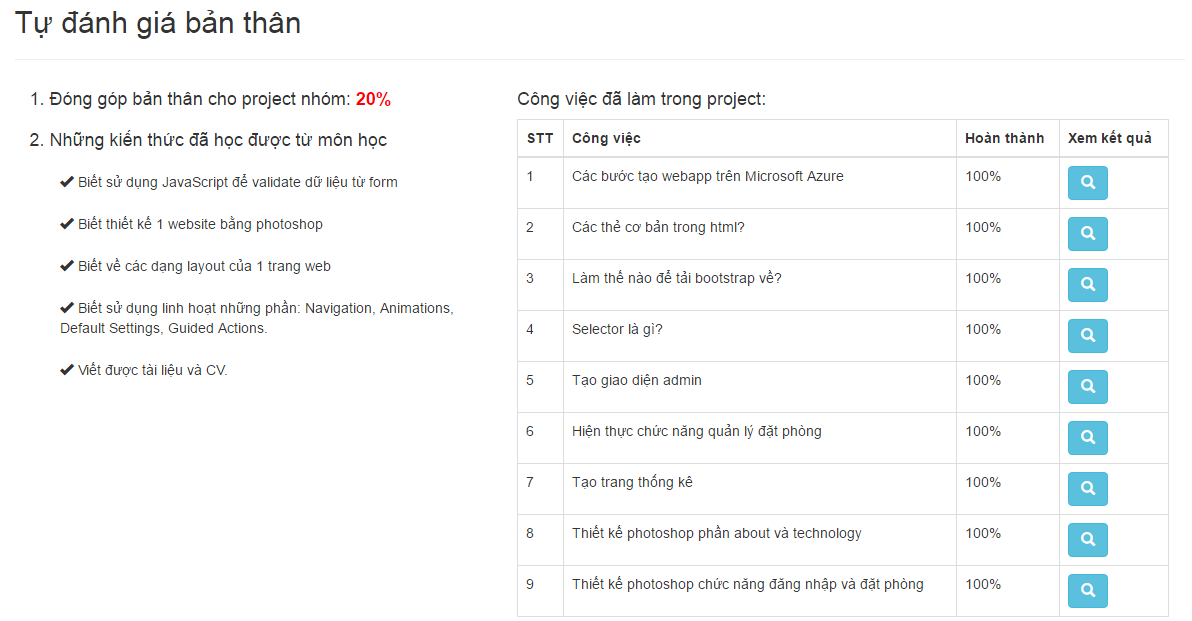 Tự đánh giá bản thân
1. Đóng góp bản thân cho project nhóm: 20%
2. Những kiến thức đã học được từ môn học
Biết sử dụng JavaScript để validate dữ liệu từ form
Biết thiết kế 1 website bằng photoshop
Biết về các dạng layout của 1 trang web
Biết sử dụng linh hoạt những phần: Navigation, Animations,
Default Settings, Guided Actions.
Viết được tài liệu và CV.
Công việc đã làm trong project:
STT Công việc Hoàn thành Xem kết quả
1 Các bước tạo webapp trên Microsoft Azure 100%
2 Các thẻ cơ bản trong html? 100%
3 Làm thế nào để tải bootstrap về? 100%
4 Selector là gì? 100%
5 Tạo giao diện admin 100%
6 Hiện thực chức năng quản lý đặt phòng 100%
7 Tạo trang thống kê 100%
8 Thiết kế photoshop phần about và technology 100%
9 Thiết kế photoshop chức năng đăng nhập và đặt phòng 100%